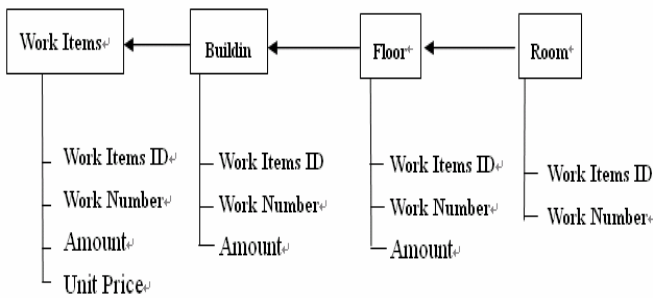 Work Items
Buildin
Floor
Room
Work Items ID
Work Number
Amount
Unit Price
Work Items ID
Work Number
Amount
Work Items ID
Work Number
Amount
Work Items ID
Work Number